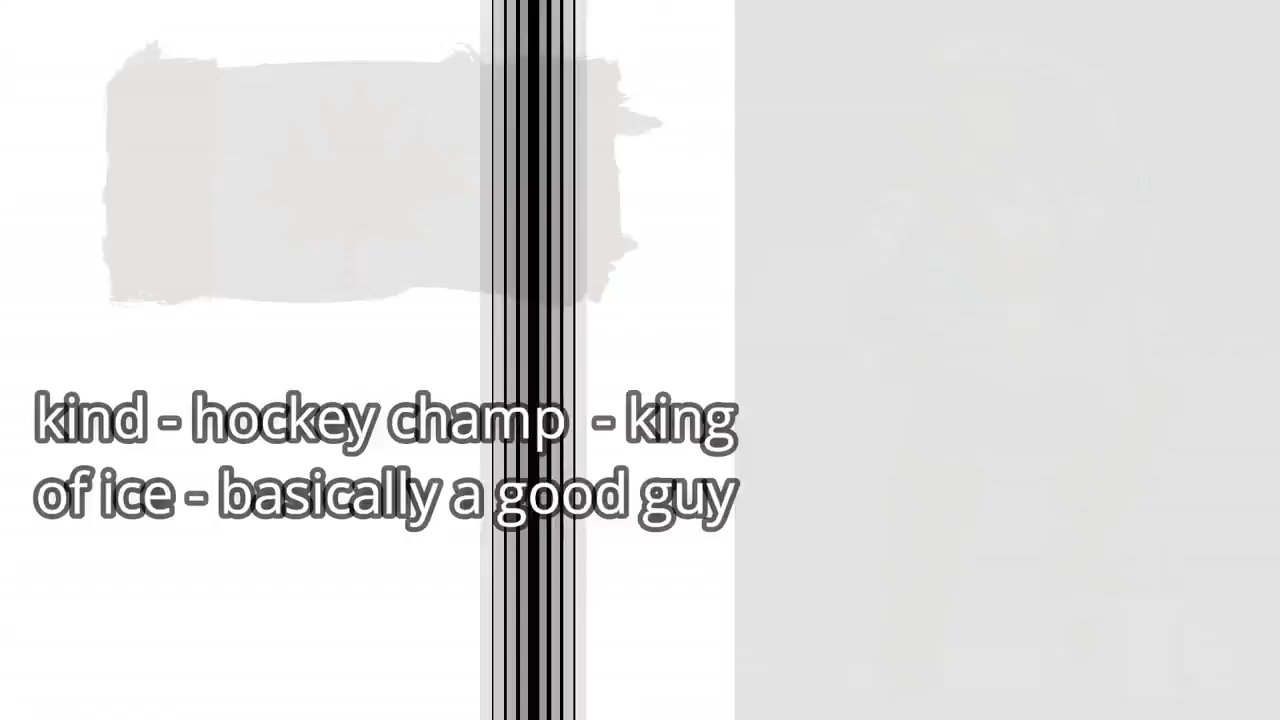 kind - hockey champ  - king
of ice - basically a good guy